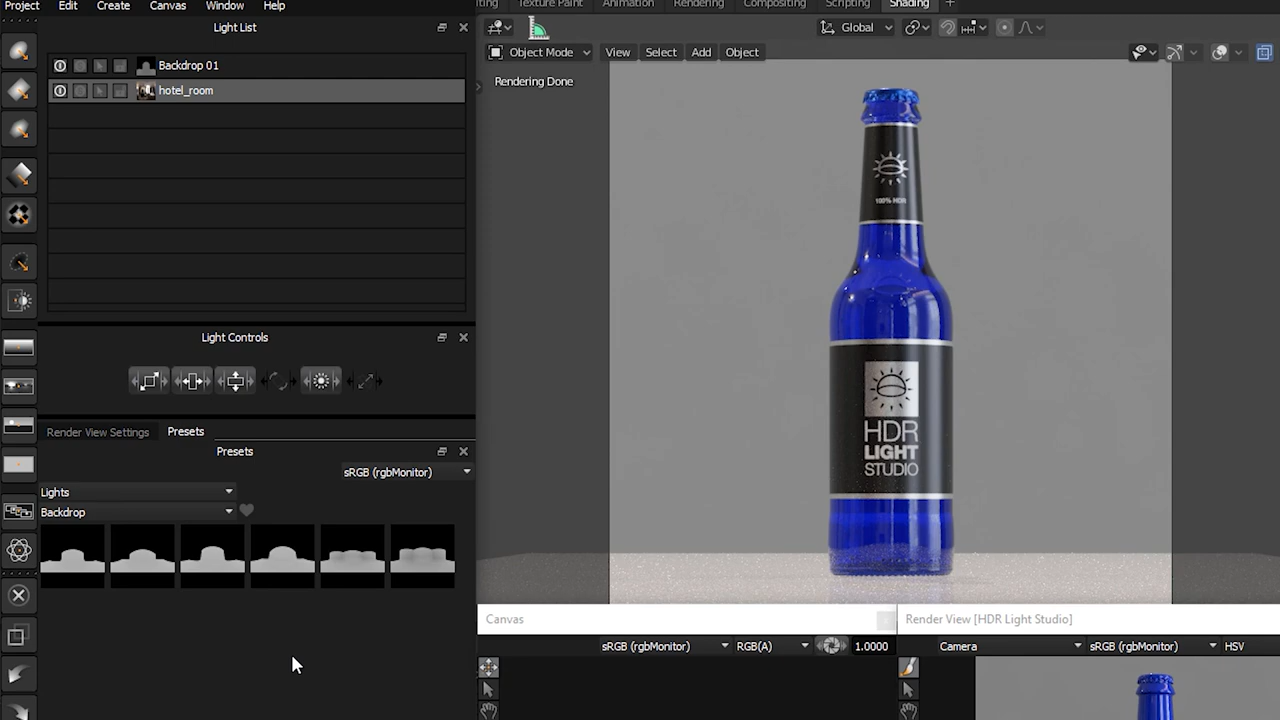 Project Edit Create Canvas Window Help
Texture Paint Animation Rendering Compositing Scripting Shading +
Light List
Global
Object Mode View Select Add Object
Backdrop 01
Rendering Done
hotel_room
100% HDR
Light Controls
HDR
LIGHT
STUDIO
Render View Settings Presets
Presets
sRGB (rgbMonitor)
Lights
Backdrop
Canvas
Render View [HDR Light Studio]
sRGB (rgbMonitor) RGB(A) 1.0000
Camera sRGB (rgbMonitor) HSV